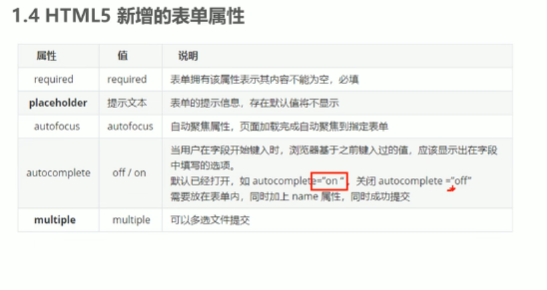 1.4 HTML5 新增的表单属性
属性 值 说明
required required 表单拥有该属性表示其内容不能为空，必填
placeholder 提示文本 表单的提示信息，存在默认值将不显示
autofocus autofocus 自动聚焦属性，页面加载完成自动聚焦到指定表单
autocomplete off / on 当用户在字段开始键入时，浏览器基于之前键入过的值，应该显示出在字段
中填写的选项。
默认已经打开，如 autocomplete="on "，关闭 autocomplete ="off"
需要放在表单内，同时加上 name 属性，同时成功提交
multiple multiple 可以多选文件提交